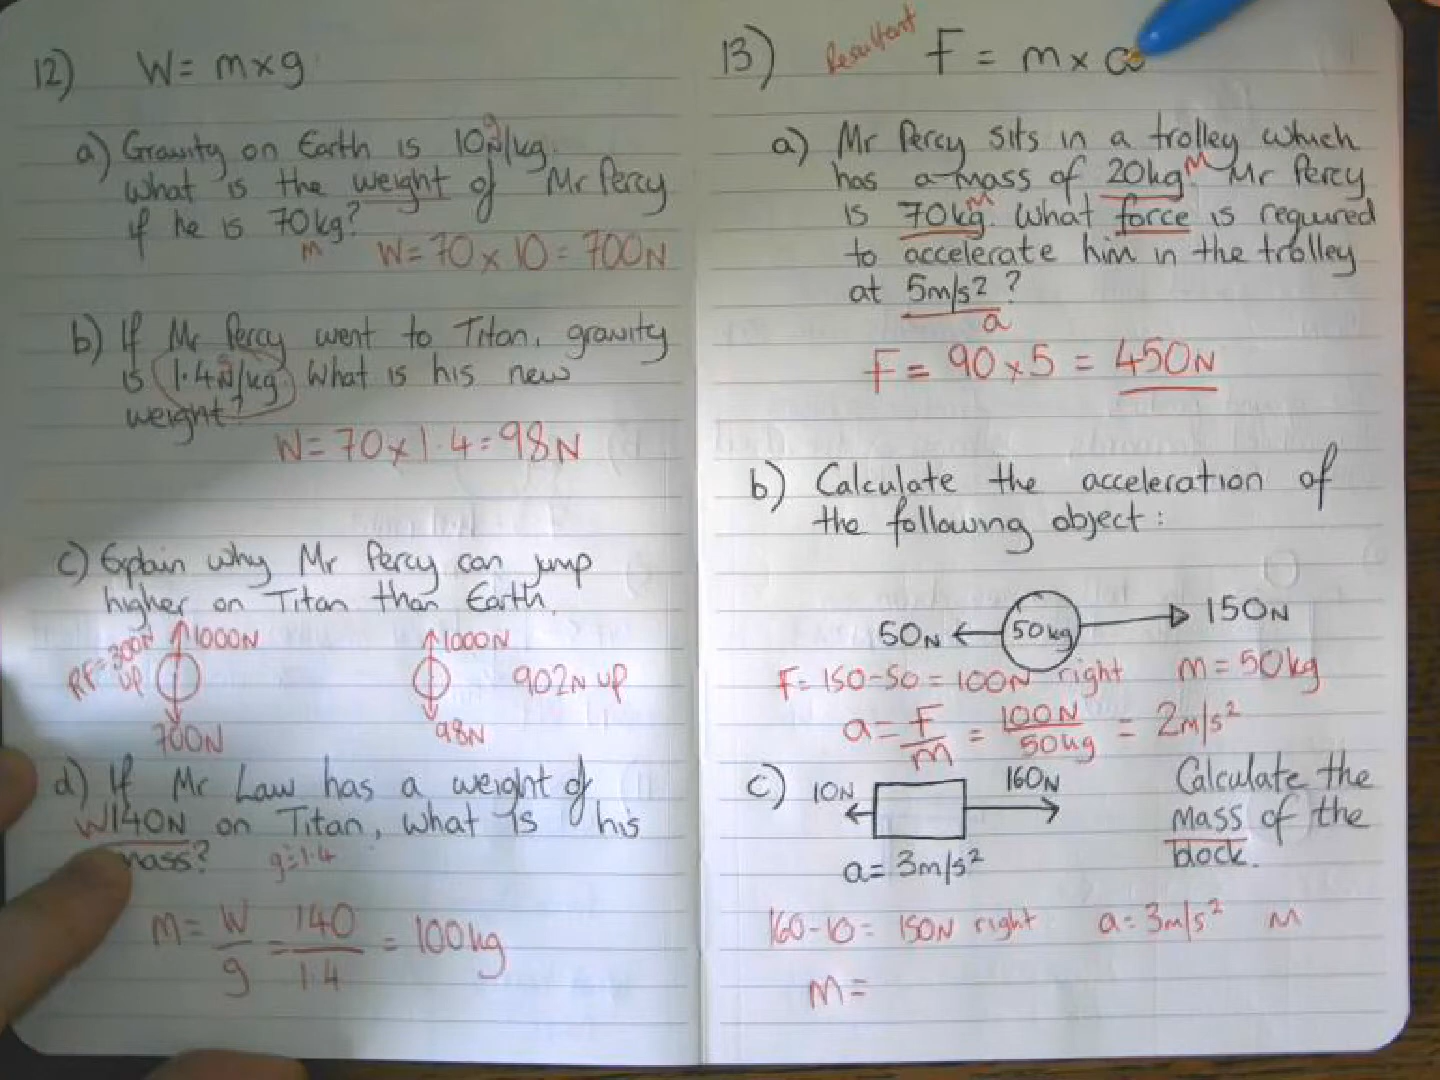 12) W = m x g
a) Gravity on Earth is 10N/kg.
g
What is the weight of Mr Percy
if he is 70kg?
m W = 70 x 10 = 700N
b) If Mr Percy went to Titan, gravity
is 1.4N/kg. What is his new
g
weight?
W = 70 x 1.4 = 98N
c) Explain why Mr Percy can jump
higher on Titan than Earth.
RF = 300N UP
1000N
700N
1000N
98N
902N UP
d) If Mr Law has a weight of
W 140N on Titan, what is his
mass? g = 1.4
m = W/g = 140/1.4 = 100kg
13) Resultant F = m x a
a) Mr Percy sits in a trolley which
has a mass of 20kg. M Mr Percy
is 70kg. M What force is required
to accelerate him in the trolley
at 5m/s² ?
a
F = 90 x 5 = 450N
b) Calculate the acceleration of
the following object :
50N 50kg 150N
F = 150-50 = 100N right m = 50kg
a = F/m = 100N/50kg = 2m/s²
c) 10N 160N Calculate the
mass of the
block.
a = 3m/s²
160-10 = 150N right a = 3m/s² M
M =